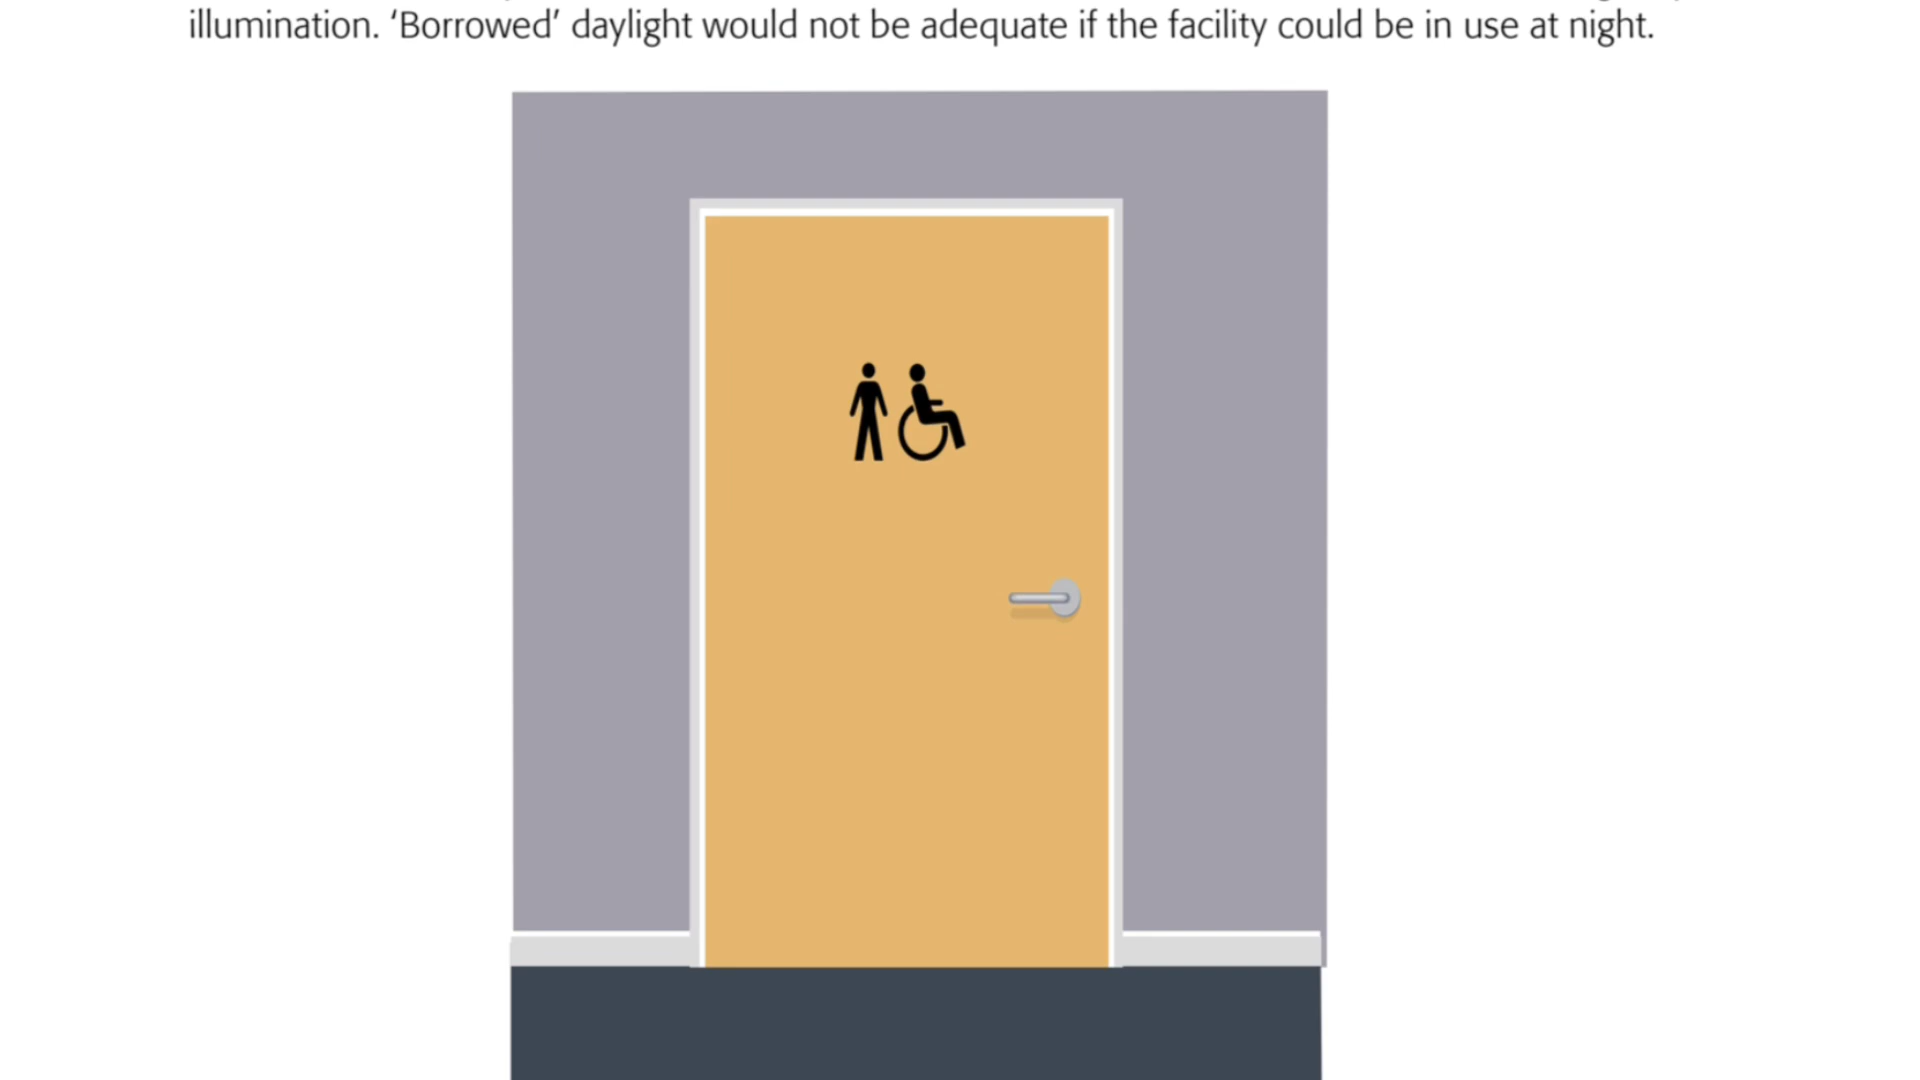 illumination. ‘Borrowed’ daylight would not be adequate if the facility could be in use at night.